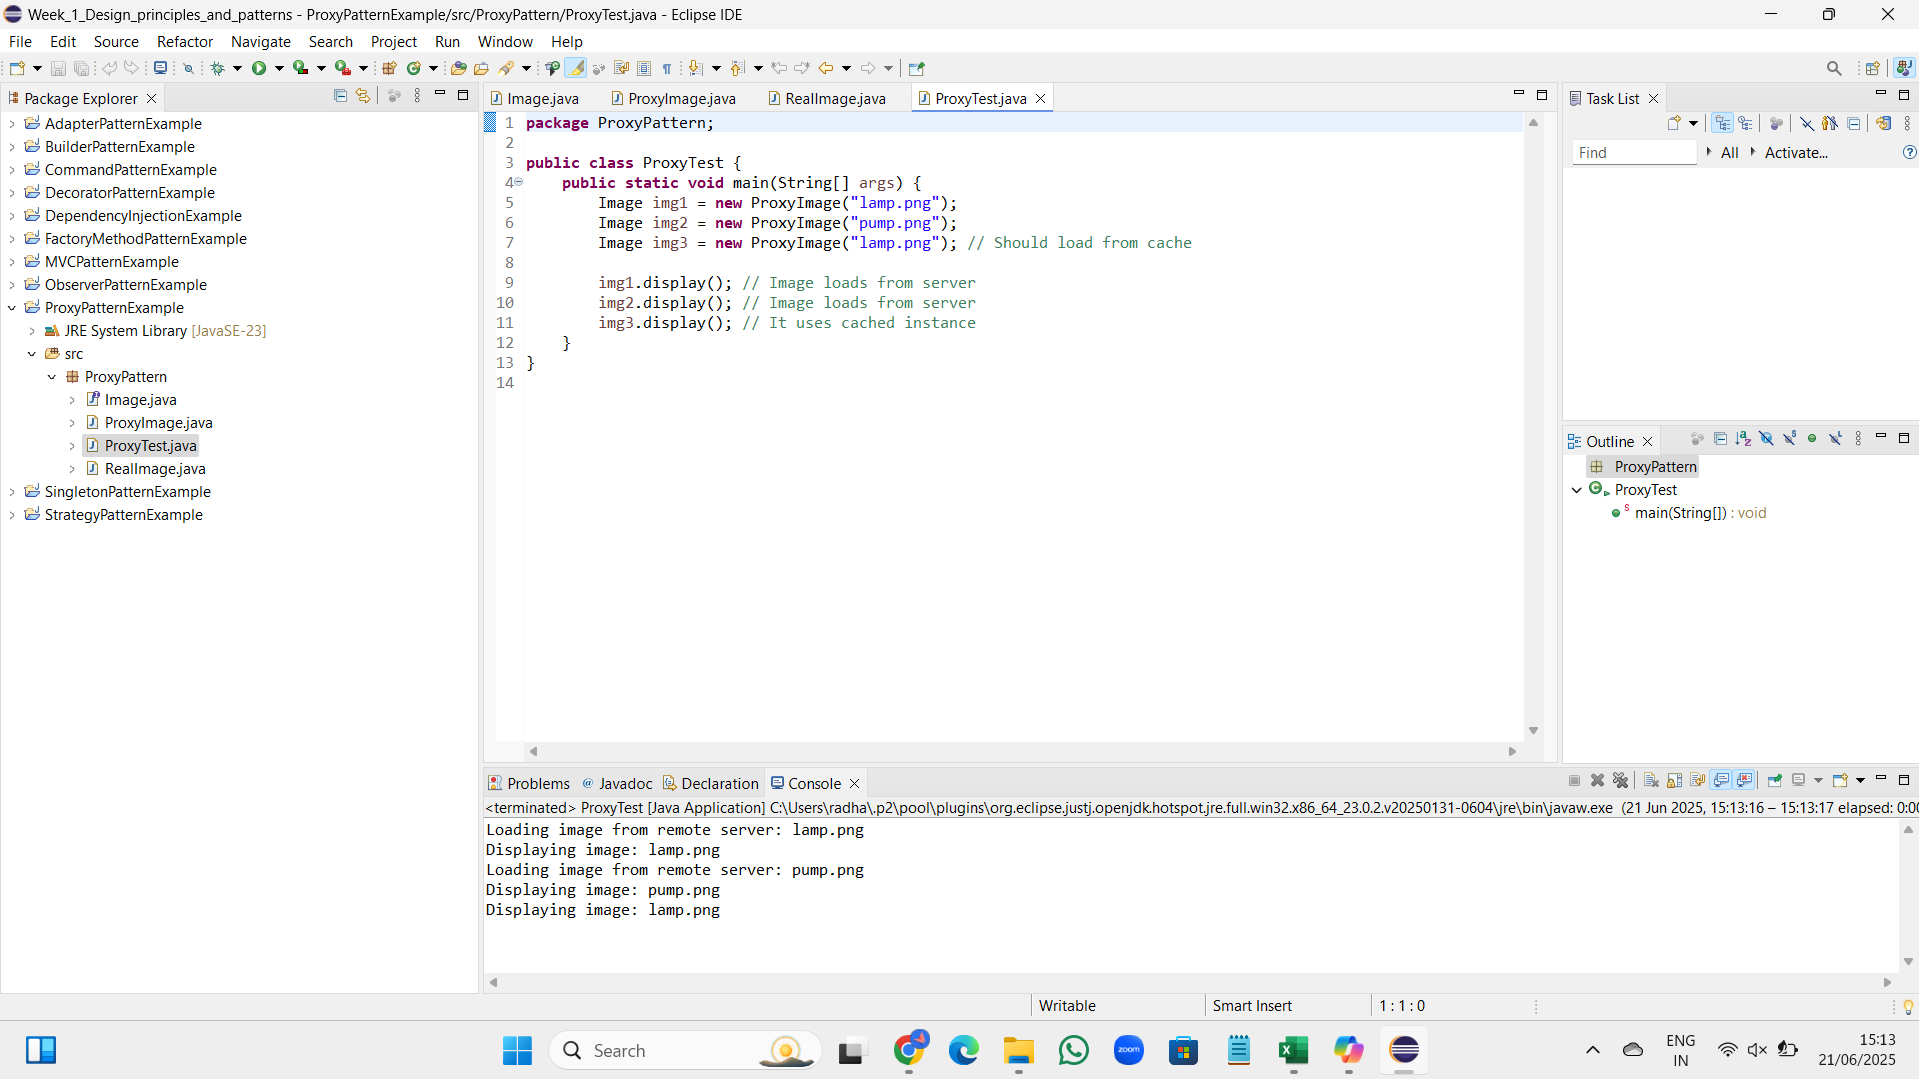 Week_1_Design_principles_and_patterns - ProxyPatternExample/src/ProxyPattern/ProxyTest.java - Eclipse IDE
File Edit Source Refactor Navigate Search Project Run Window Help
Package Explorer
AdapterPatternExample
BuilderPatternExample
CommandPatternExample
DecoratorPatternExample
DependencyInjectionExample
FactoryMethodPatternExample
MVCPatternExample
ObserverPatternExample
ProxyPatternExample
JRE System Library [JavaSE-23]
src
ProxyPattern
Image.java
ProxyImage.java
ProxyTest.java
RealImage.java
SingletonPatternExample
StrategyPatternExample
Image.java ProxyImage.java RealImage.java ProxyTest.java
1 package ProxyPattern;
2
3 public class ProxyTest {
4 public static void main(String[] args) {
5 Image img1 = new ProxyImage("lamp.png");
6 Image img2 = new ProxyImage("pump.png");
7 Image img3 = new ProxyImage("lamp.png"); // Should load from cache
8
9 img1.display(); // Image loads from server
10 img2.display(); // Image loads from server
11 img3.display(); // It uses cached instance
12 }
13 }
14
Task List
Find All Activate...
Outline
ProxyPattern
ProxyTest
main(String[]) : void
Problems Javadoc Declaration Console
<terminated> ProxyTest [Java Application] C:\Users\radha\.p2\pool\plugins\org.eclipse.justj.openjdk.hotspot.jre.full.win32.x86_64_23.0.2.v20250131-0604\jre\bin\javaw.exe (21 Jun 2025, 15:13:16 – 15:13:17 elapsed: 0:00
Loading image from remote server: lamp.png
Displaying image: lamp.png
Loading image from remote server: pump.png
Displaying image: pump.png
Displaying image: lamp.png
Writable Smart Insert 1 : 1 : 0
Search
zoom
ENG
IN
15:13
21/06/2025